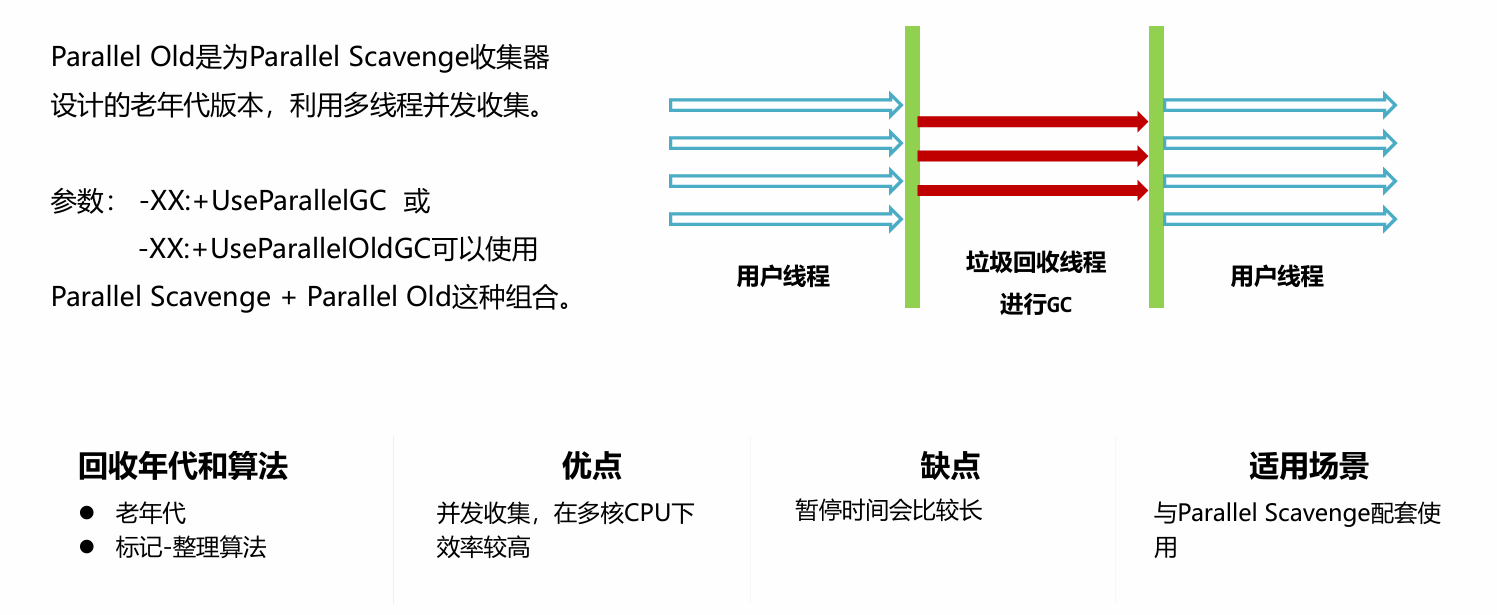 Parallel Old是为Parallel Scavenge收集器
设计的老年代版本，利用多线程并发收集。
参数： -XX:+UseParallelGC 或
-XX:+UseParallelOldGC可以使用
Parallel Scavenge + Parallel Old这种组合。
用户线程
垃圾回收线程
进行GC
用户线程
回收年代和算法
● 老年代
● 标记-整理算法
优点
并发收集，在多核CPU下
效率较高
缺点
暂停时间会比较长
适用场景
与Parallel Scavenge配套使
用